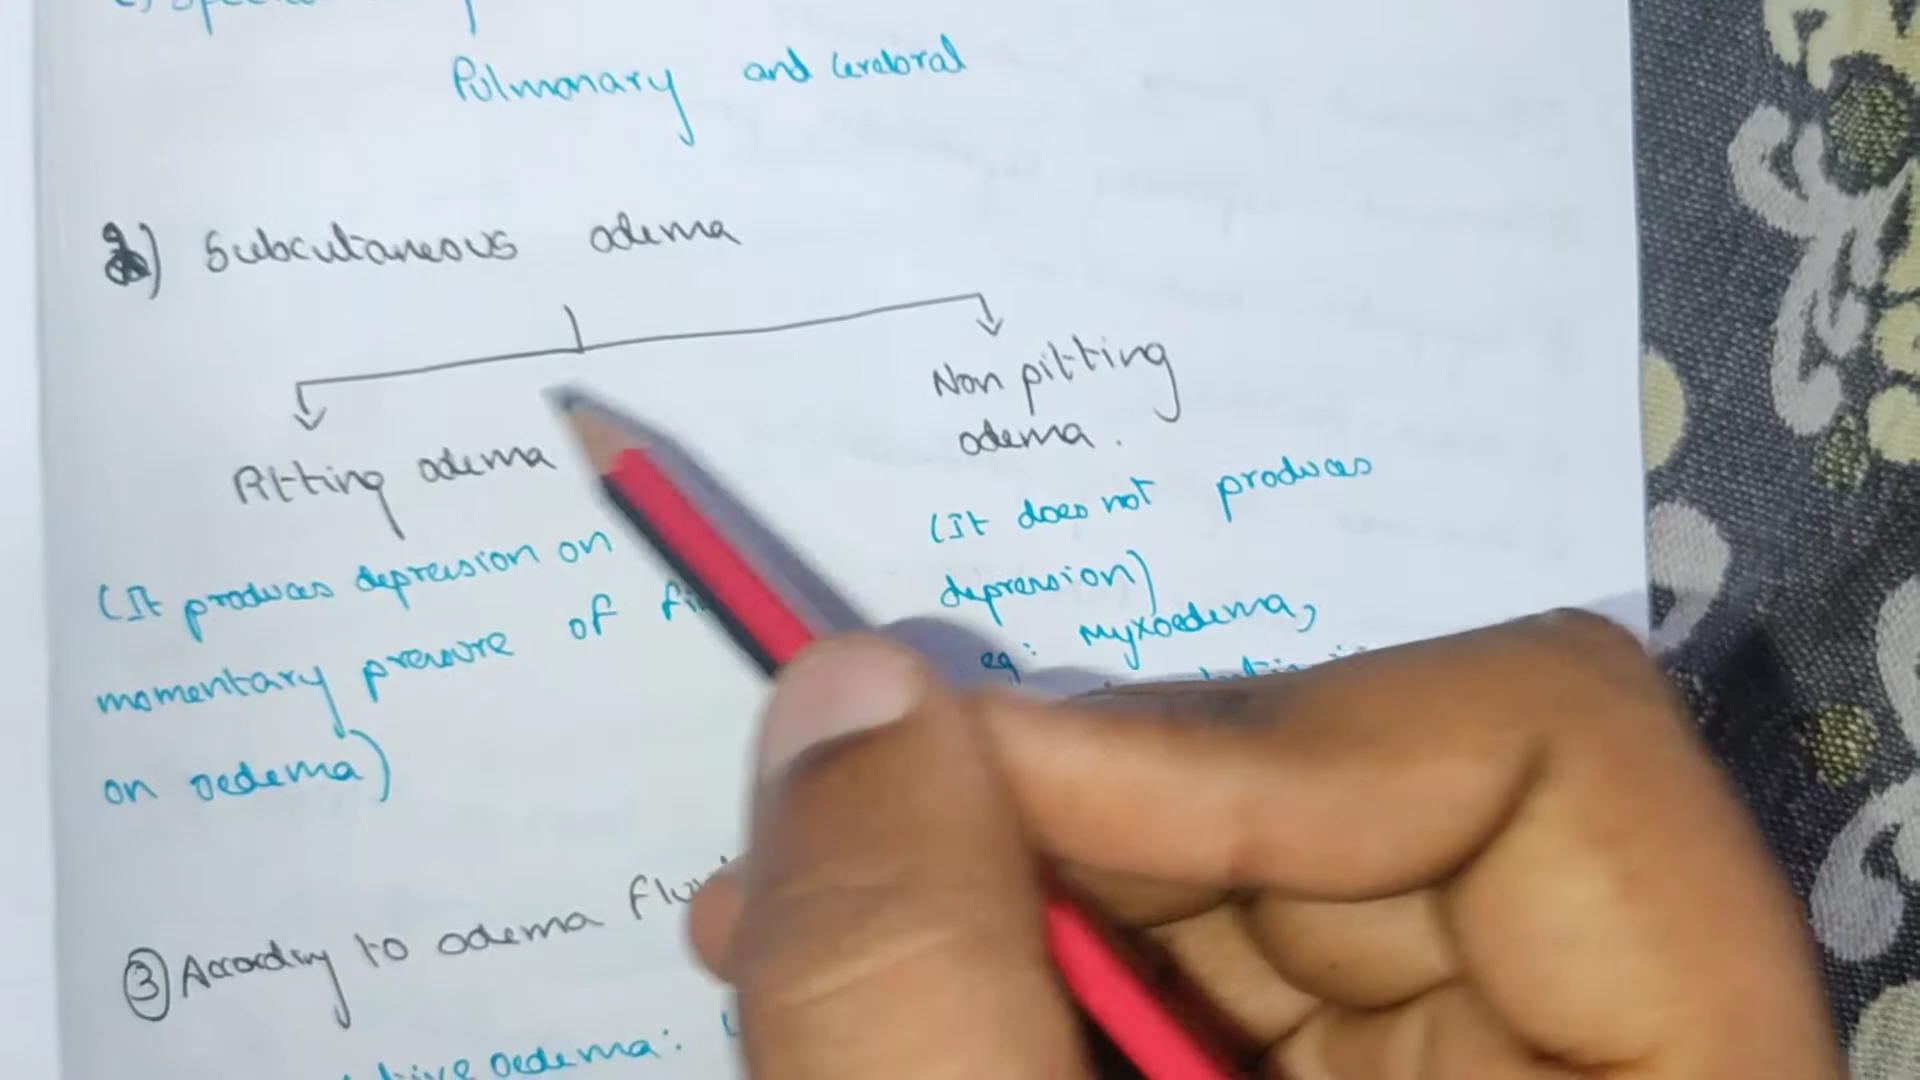 Pulmonary and cerebral
2) Subcutaneous odema
Pitting odema
(It produces depression on
momentary pressure of
on oedema)
Non pitting
odema.
(It does not produces
depression)
eg: Myxoedema,
③ According to odema
oedema: